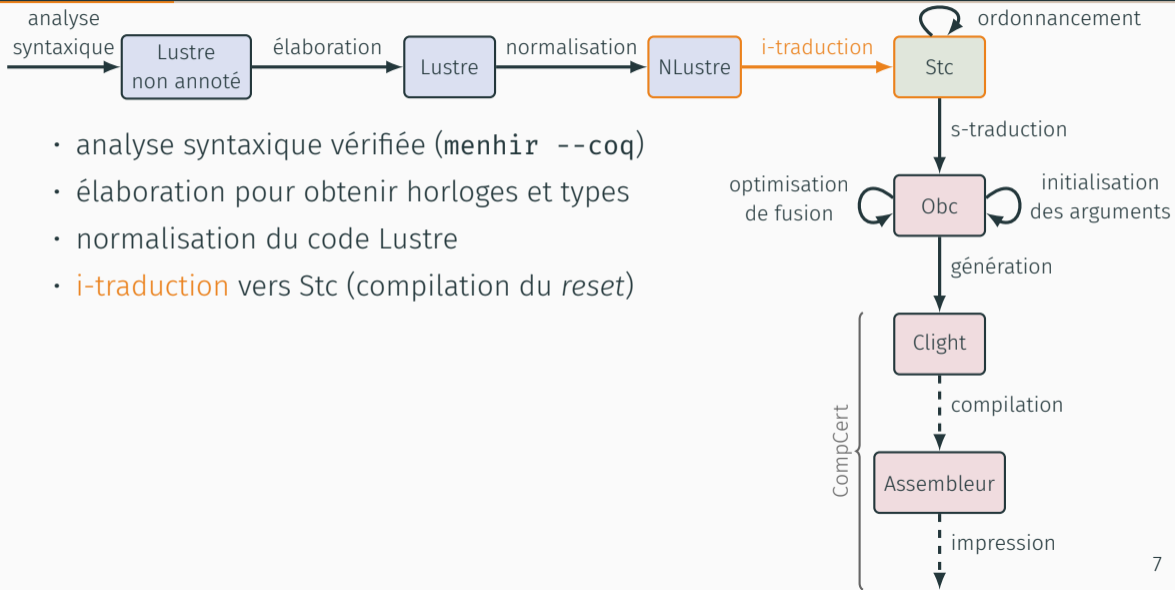 analyse
syntaxique
Lustre
non annoté
élaboration
Lustre
normalisation
NLustre
i-traduction
Stc
ordonnancement
· analyse syntaxique vérifiée (menhir --coq)
· élaboration pour obtenir horloges et types
· normalisation du code Lustre
· i-traduction vers Stc (compilation du reset)
s-traduction
optimisation
de fusion
Obc
initialisation
des arguments
génération
Clight
compilation
CompCert
Assembleur
impression
7